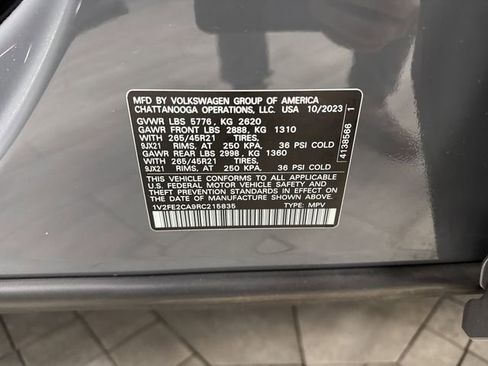 MFD BY VOLKSWAGEN GROUP OF AMERICA
CHATTANOOGA OPERATIONS, LLC. USA 10/2023
GVWR LBS 5776, KG 2620
GAWR FRONT LBS 2888, KG 1310
WITH 265/45R21 TIRES,
9JX21 RIMS, AT 250 KPA, 36 PSI COLD
GAWR REAR LBS 2998, KG 1360
WITH 265/45R21 TIRES,
9JX21 RIMS, AT 250 KPA, 36 PSI COLD
THIS VEHICLE CONFORMS TO ALL APPLICABLE
U.S. FEDERAL MOTOR VEHICLE SAFETY AND
THEFT PREVENTION STANDARDS IN EFFECT ON
THE DATE OF MANUFACTURE SHOWN ABOVE
1V2FE2CA9RC215835 TYPE: MPV
4138566 1